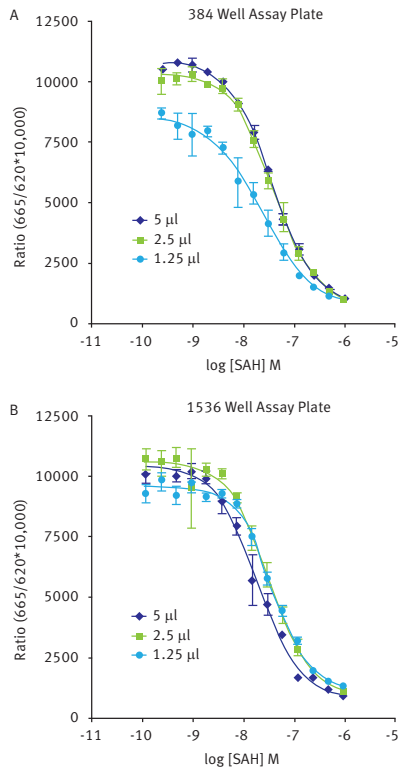 A
384 Well Assay Plate
Ratio (665/620*10,000)
12500
10000
7500
5000
2500
0
5 µl
2.5 µl
1.25 µl
-11
-10
-9
-8
-7
-6
-5
log [SAH] M
B
1536 Well Assay Plate
Ratio (665/620*10,000)
12500
10000
7500
5000
2500
0
5 µl
2.5 µl
1.25 µl
-11
-10
-9
-8
-7
-6
-5
log [SAH] M